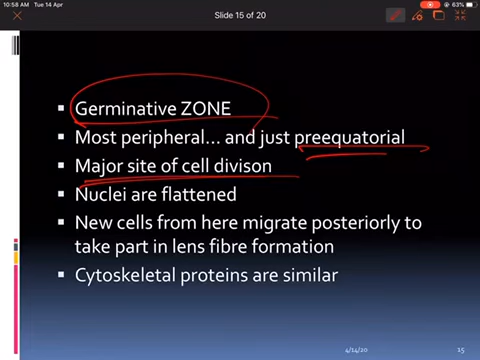 10:58 AM Tue 14 Apr
63%
Slide 15 of 20
Germinative ZONE
Most peripheral... and just preequatorial
Major site of cell divison
Nuclei are flattened
New cells from here migrate posteriorly to
take part in lens fibre formation
Cytoskeletal proteins are similar
4/14/20
15